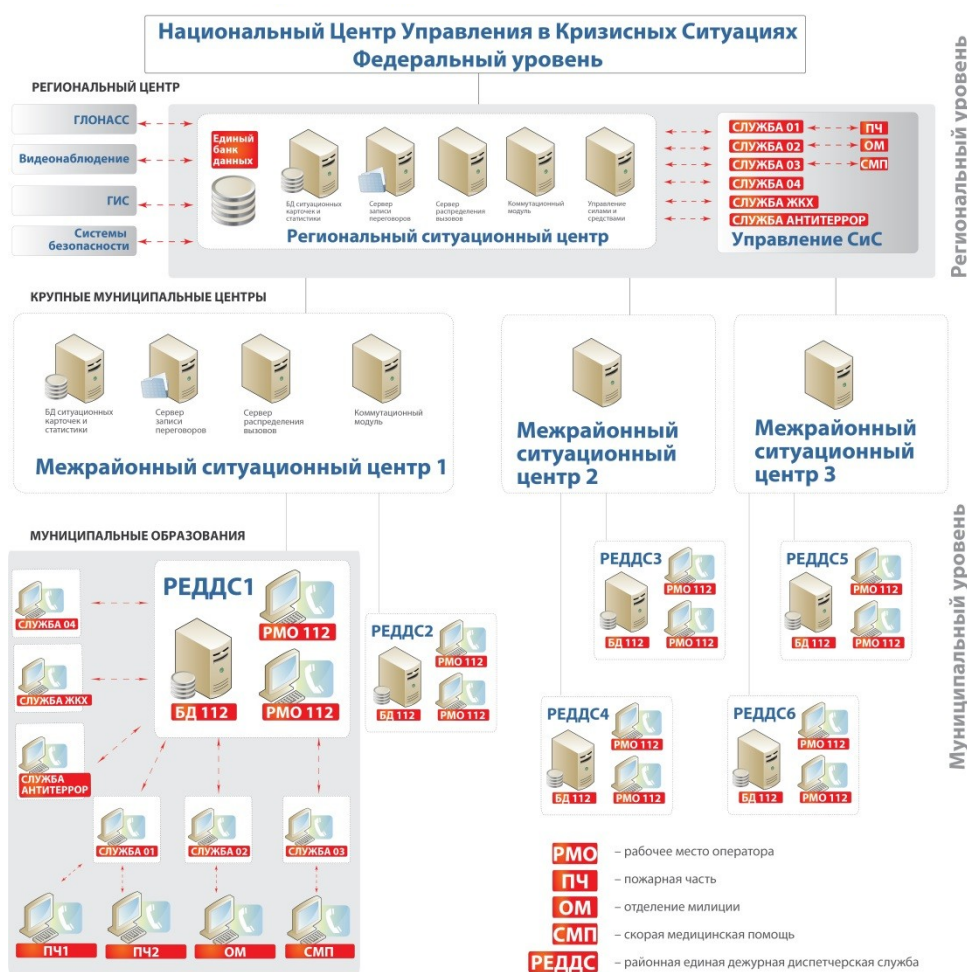 Национальный Центр Управления в Кризисных Ситуациях
Федеральный уровень
РЕГИОНАЛЬНЫЙ ЦЕНТР
ГЛОНАСС
Видеонаблюдение
ГИС
Системы
безопасности
Единый
банк
данных
БД ситуационных
карточек и
статистики
Сервер
записи
переговоров
Сервер
распределения
вызовов
Коммутационный
модуль
Управление
силами и
средствами
Региональный ситуационный центр
СЛУЖБА 01
ПЧ
СЛУЖБА 02
ОМ
СЛУЖБА 03
СМП
СЛУЖБА 04
СЛУЖБА ЖКХ
СЛУЖБА АНТИТЕРРОР
Управление СиС
Региональный уровень
КРУПНЫЕ МУНИЦИПАЛЬНЫЕ ЦЕНТРЫ
БД ситуационных
карточек и
статистики
Сервер
записи
переговоров
Сервер
распределения
вызовов
Коммутационный
модуль
Межрайонный ситуационный центр 1
Межрайонный
ситуационный
центр 2
Межрайонный
ситуационный
центр 3
Муниципальный уровень
МУНИЦИПАЛЬНЫЕ ОБРАЗОВАНИЯ
СЛУЖБА 04
СЛУЖБА ЖКХ
СЛУЖБА
АНТИТЕРРОР
РЕДДС1
РМО 112
БД 112
РМО 112
СЛУЖБА 01
СЛУЖБА 02
СЛУЖБА 03
ПЧ1
ПЧ2
ОМ
СМП
РЕДДС2
РМО 112
БД 112
РМО 112
РЕДДС3
РМО 112
БД 112
РМО 112
РЕДДС5
РМО 112
БД 112
РМО 112
РЕДДС4
РМО 112
БД 112
РМО 112
РЕДДС6
РМО 112
БД 112
РМО 112
РМО – рабочее место оператора
ПЧ – пожарная часть
ОМ – отделение милиции
СМП – скорая медицинская помощь
РЕДДС – районная единая дежурная диспетчерская служба